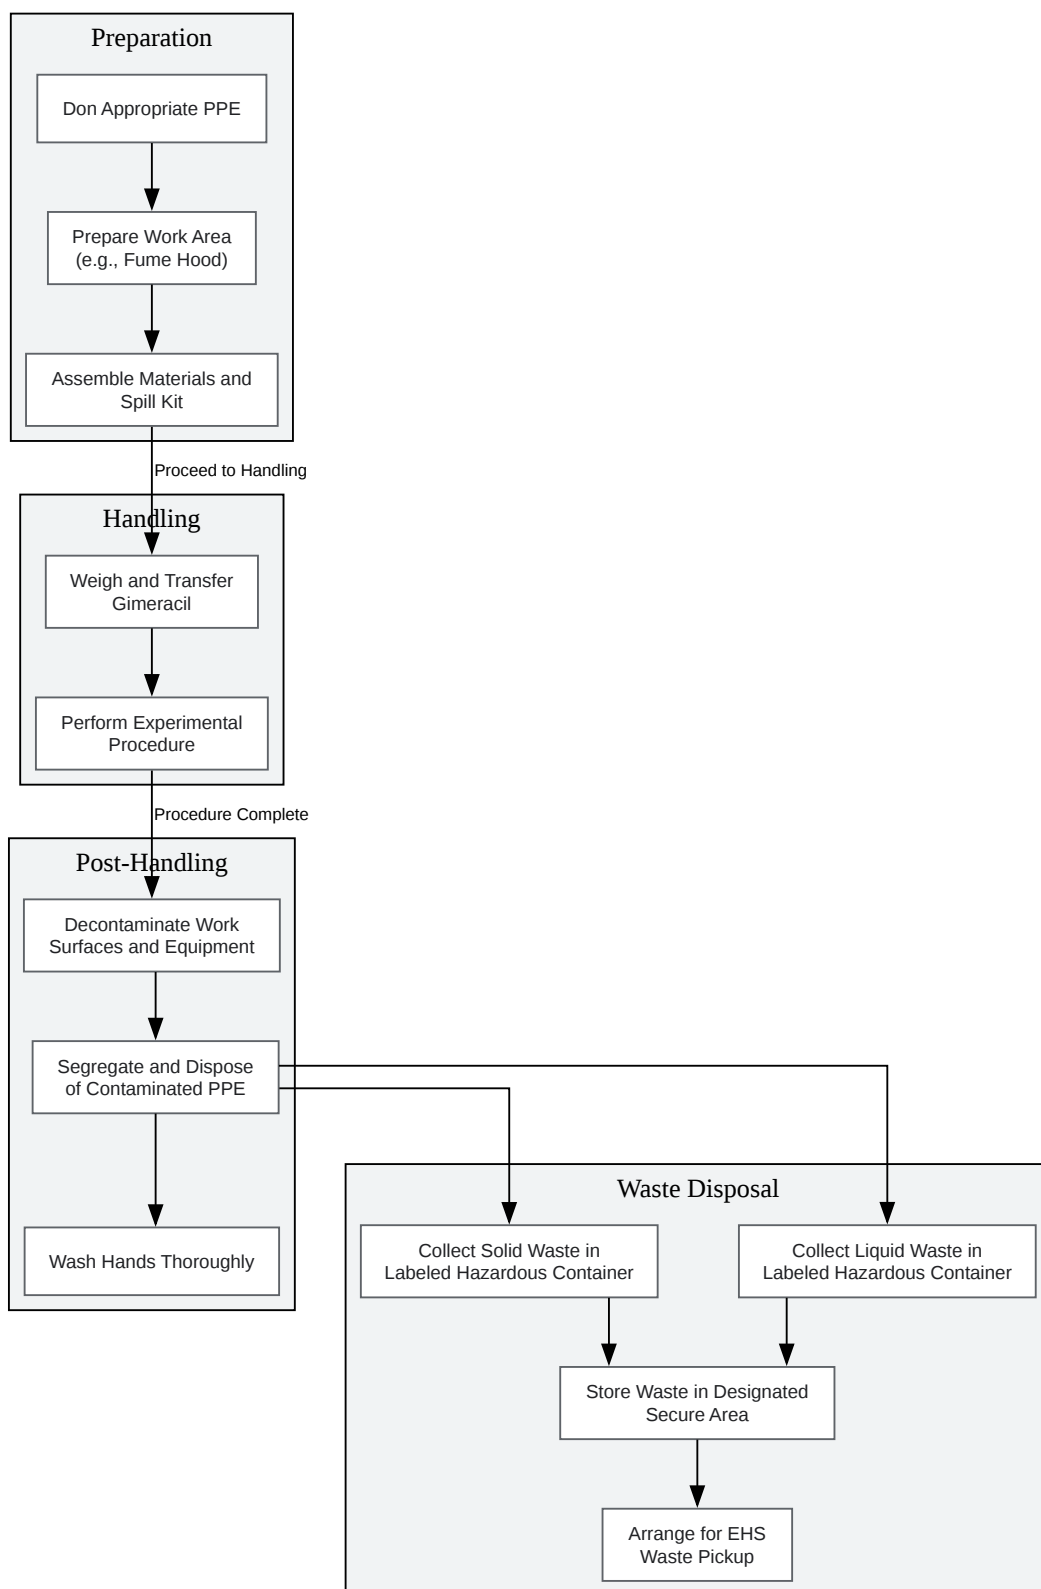 Preparation
Don Appropriate PPE
Prepare Work Area
(e.g., Fume Hood)
Assemble Materials and
Spill Kit
Proceed to Handling
Handling
Weigh and Transfer
Gimeracil
Perform Experimental
Procedure
Procedure Complete
Post-Handling
Decontaminate Work
Surfaces and Equipment
Segregate and Dispose
of Contaminated PPE
Wash Hands Thoroughly
Waste Disposal
Collect Solid Waste in
Labeled Hazardous Container
Collect Liquid Waste in
Labeled Hazardous Container
Store Waste in Designated
Secure Area
Arrange for EHS
Waste Pickup